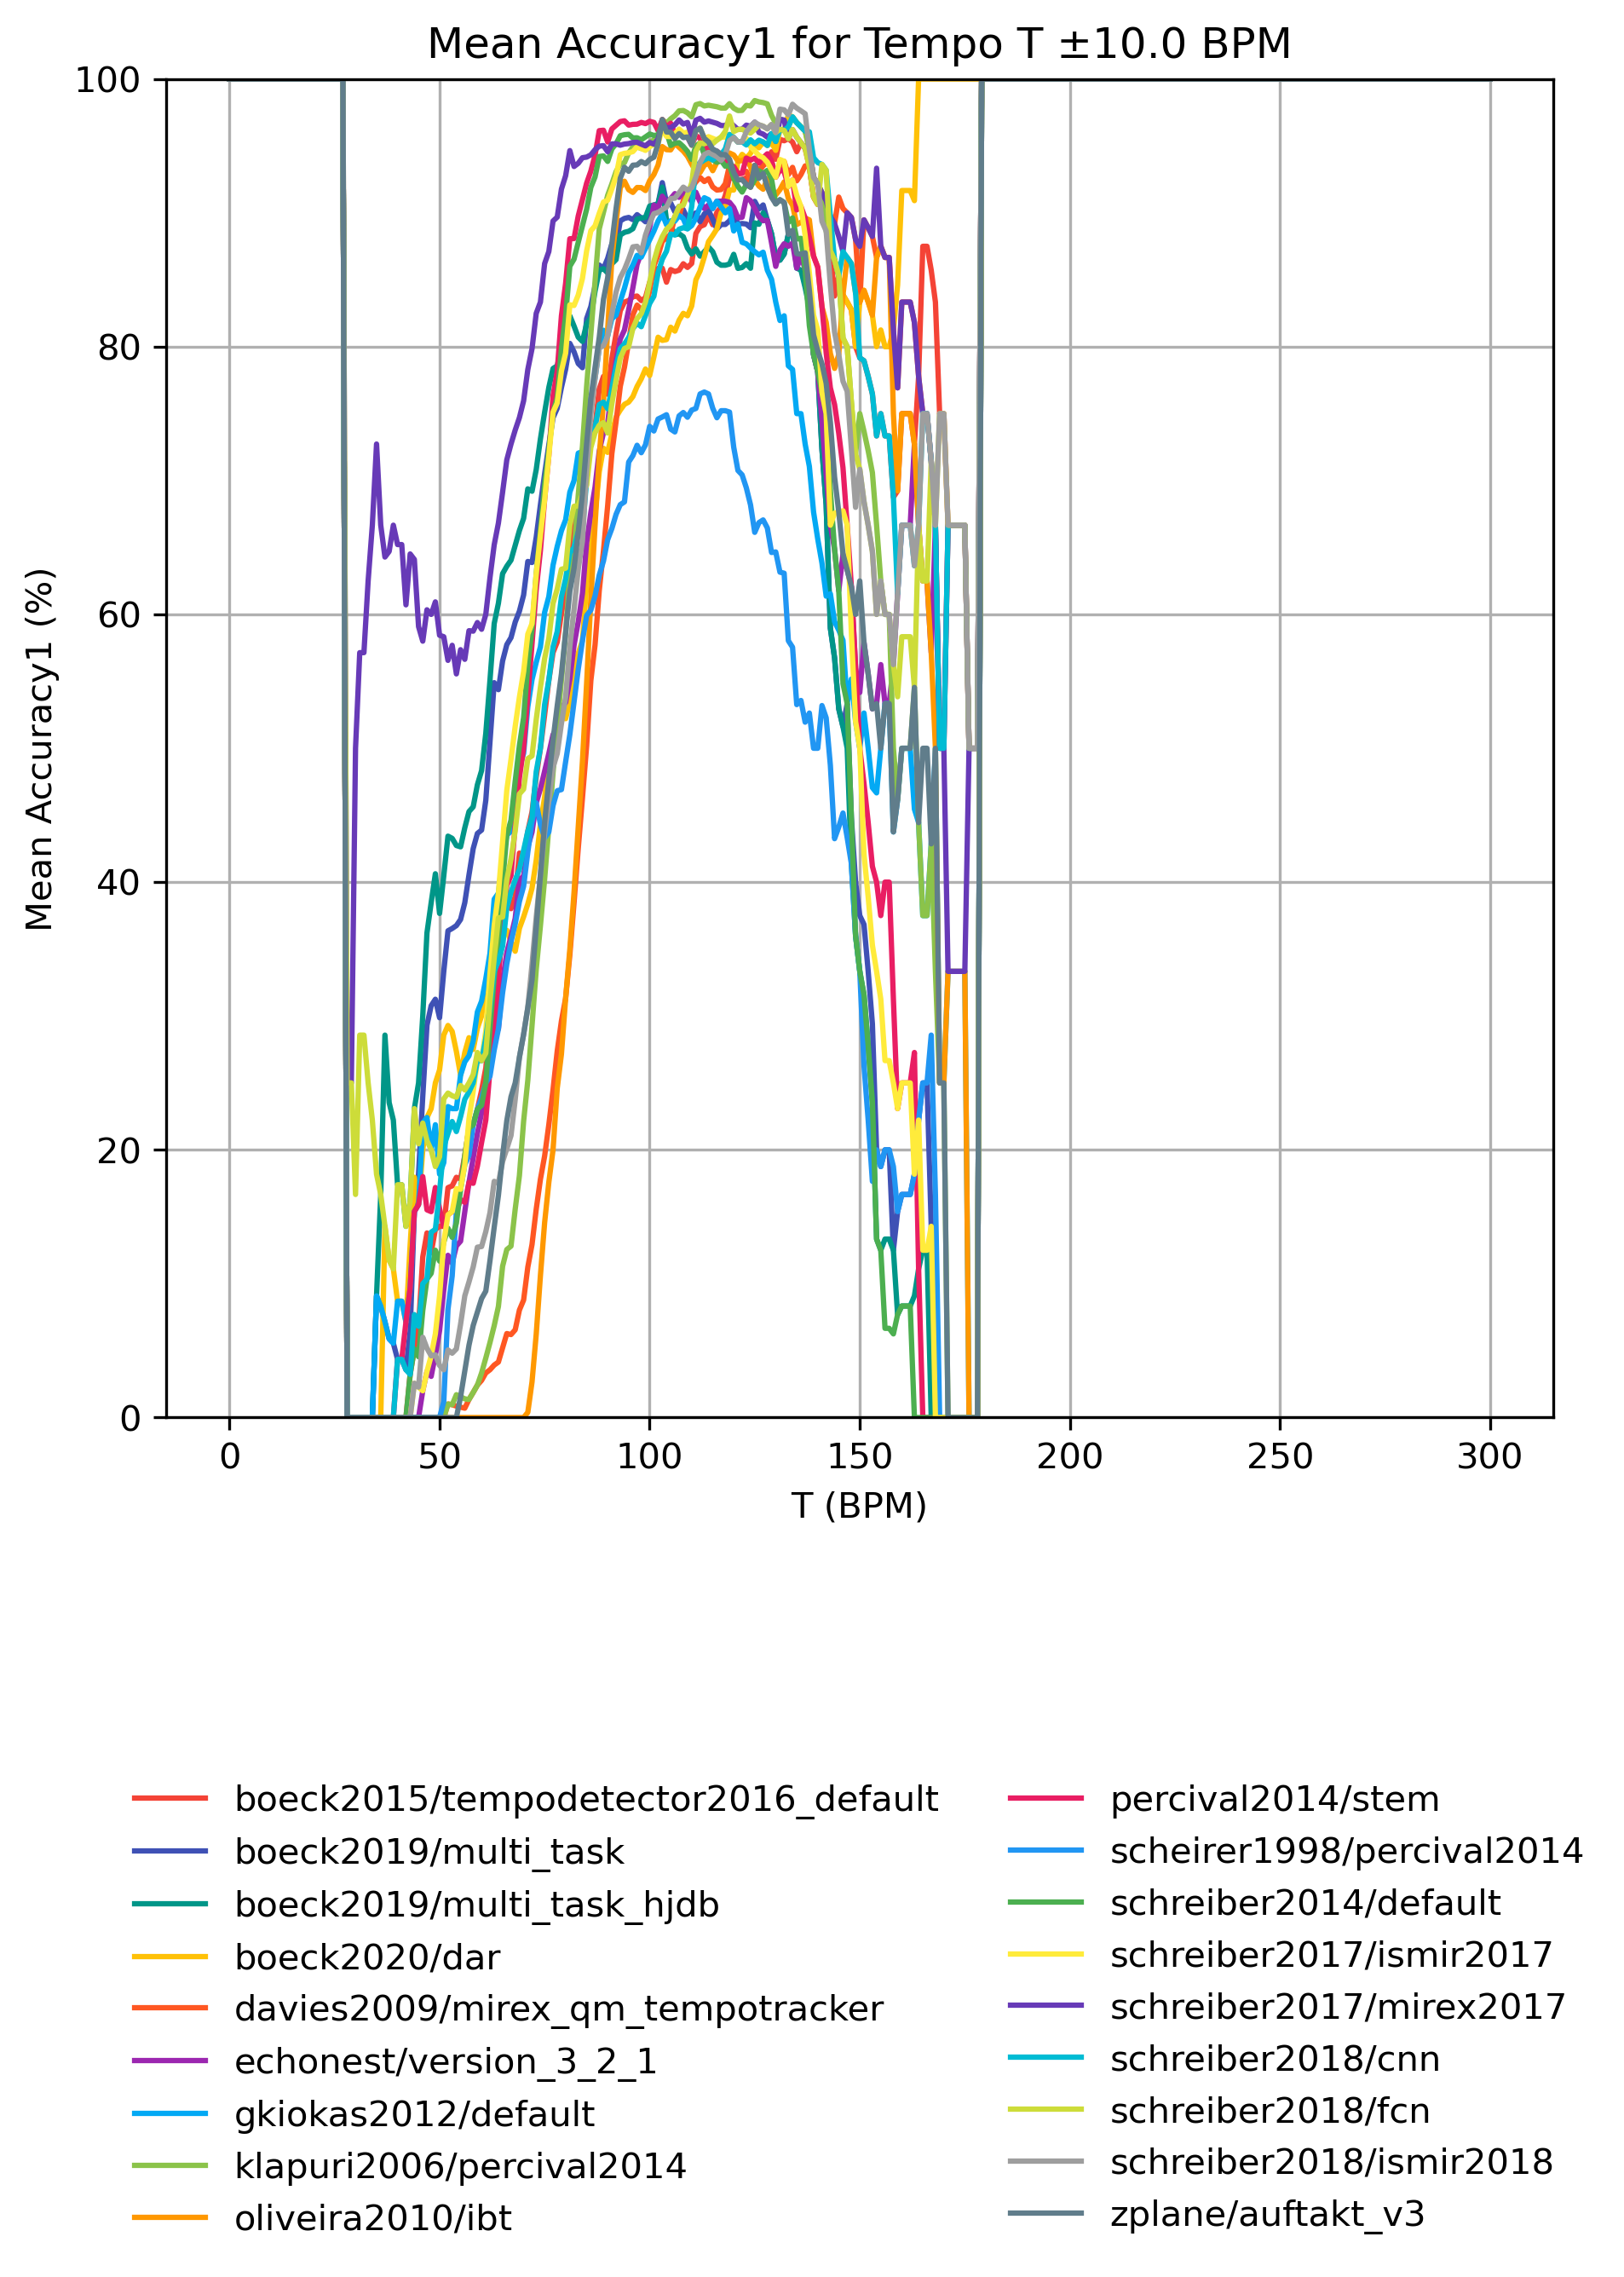 Mean Accuracy1 for Tempo T ±10.0 BPM
100
80
60
40
20
0
Mean Accuracy1 (%)
0 50 100 150 200 250 300
T (BPM)
boeck2015/tempodetector2016_default
boeck2019/multi_task
boeck2019/multi_task_hjdb
boeck2020/dar
davies2009/mirex_qm_tempotracker
echonest/version_3_2_1
gkiokas2012/default
klapuri2006/percival2014
oliveira2010/ibt
percival2014/stem
scheirer1998/percival2014
schreiber2014/default
schreiber2017/ismir2017
schreiber2017/mirex2017
schreiber2018/cnn
schreiber2018/fcn
schreiber2018/ismir2018
zplane/auftakt_v3